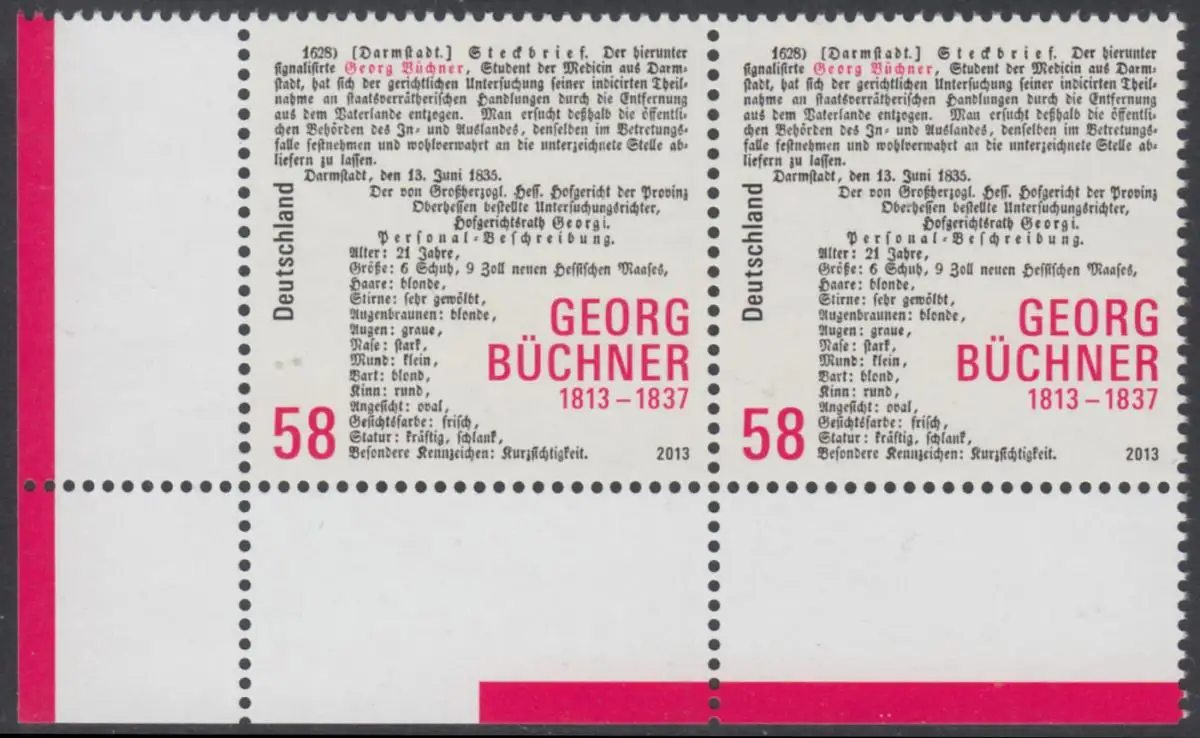 1628) [Darmstadt.] Steckbrief. Der hierunter
signalisirte Georg Büchner, Student der Medicin aus Darm-
stadt, hat sich der gerichtlichen Untersuchung seiner indicirten Theil-
nahme an staatsverrätherischen Handlungen durch die Entfernung
aus dem Vaterlande entzogen. Man ersucht deßhalb die öffentli-
chen Behörden des In- und Auslandes, denselben im Betretungs-
falle festnehmen und wohlverwahrt an die unterzeichnete Stelle ab-
liefern zu lassen.
Darmstadt, den 13. Juni 1835.
Der von Großherzogl. Hess. Hofgericht der Provinz
Oberhessen bestellte Untersuchungsrichter,
Hofgerichtsrath Georgi.
Personal-Beschreibung.
Alter: 21 Jahre,
Größe: 6 Schuh, 9 Zoll neuen Hessischen Maases,
Haare: blonde,
Stirne: sehr gewölbt,
Augenbraunen: blonde,
Augen: graue,
Nase: stark,
Mund: klein,
Bart: blond,
Kinn: rund,
Angesicht: oval,
Gesichtsfarbe: frisch,
Statur: kräftig, schlank,
Besondere Kennzeichen: Kurzsichtigkeit.
Deutschland
GEORG
BÜCHNER
1813 – 1837
58
2013
1628) [Darmstadt.] Steckbrief. Der hierunter
signalisirte Georg Büchner, Student der Medicin aus Darm-
stadt, hat sich der gerichtlichen Untersuchung seiner indicirten Theil-
nahme an staatsverrätherischen Handlungen durch die Entfernung
aus dem Vaterlande entzogen. Man ersucht deßhalb die öffentli-
chen Behörden des In- und Auslandes, denselben im Betretungs-
falle festnehmen und wohlverwahrt an die unterzeichnete Stelle ab-
liefern zu lassen.
Darmstadt, den 13. Juni 1835.
Der von Großherzogl. Hess. Hofgericht der Provinz
Oberhessen bestellte Untersuchungsrichter,
Hofgerichtsrath Georgi.
Personal-Beschreibung.
Alter: 21 Jahre,
Größe: 6 Schuh, 9 Zoll neuen Hessischen Maases,
Haare: blonde,
Stirne: sehr gewölbt,
Augenbraunen: blonde,
Augen: graue,
Nase: stark,
Mund: klein,
Bart: blond,
Kinn: rund,
Angesicht: oval,
Gesichtsfarbe: frisch,
Statur: kräftig, schlank,
Besondere Kennzeichen: Kurzsichtigkeit.
Deutschland
GEORG
BÜCHNER
1813 – 1837
58
2013